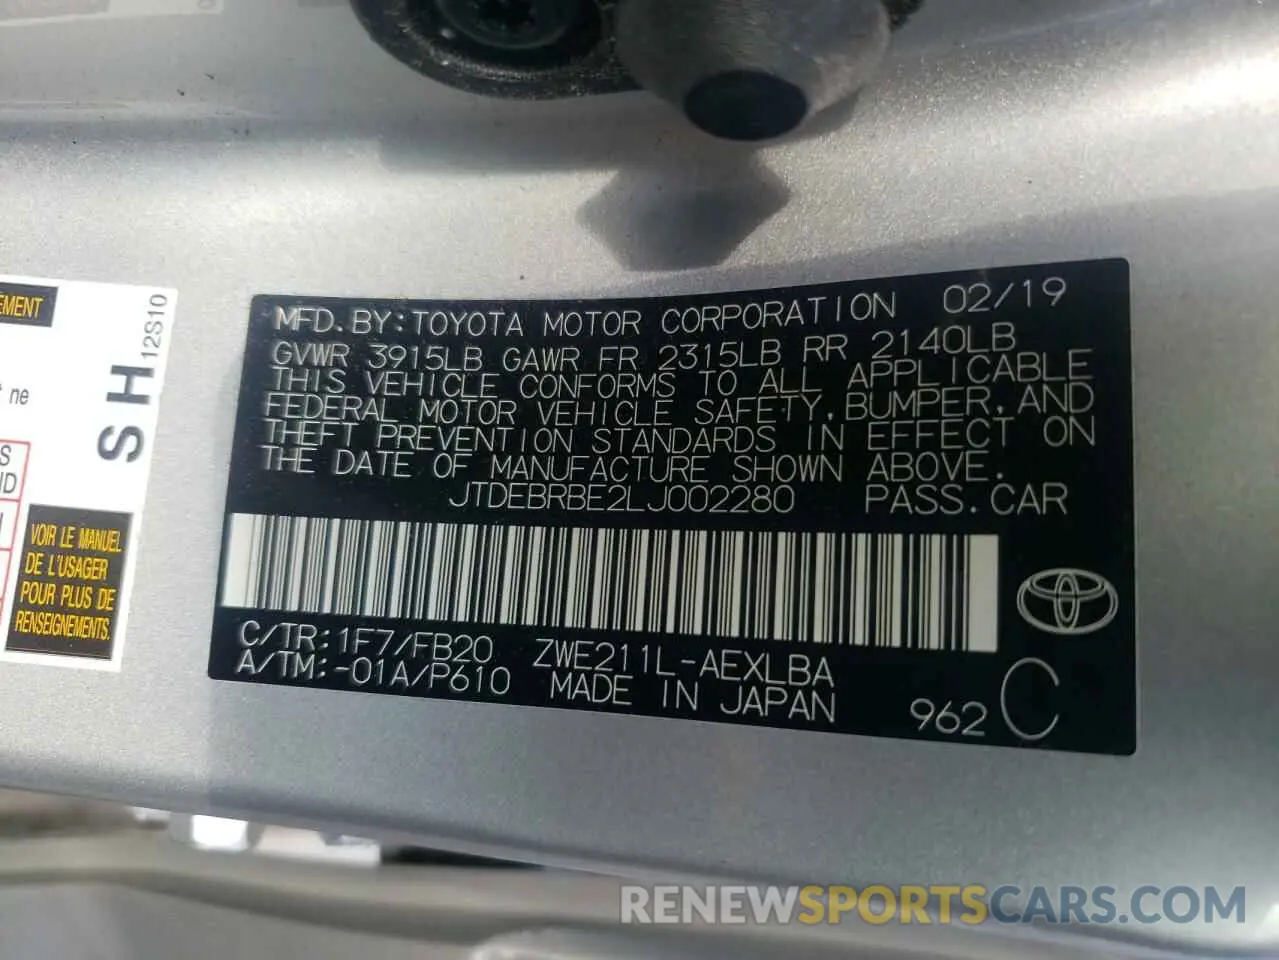 EMENT
ne
S
ND
VOIR LE MANUEL
DE L'USAGER
POUR PLUS DE
RENSEIGNEMENTS.
SH 12S10
MFD. BY: TOYOTA MOTOR CORPORATION 02/19
GVWR 3915LB GAWR FR 2315LB RR 2140LB
THIS VEHICLE CONFORMS TO ALL APPLICABLE
FEDERAL MOTOR VEHICLE SAFETY, BUMPER, AND
THEFT PREVENTION STANDARDS IN EFFECT ON
THE DATE OF MANUFACTURE SHOWN ABOVE.
JTDEBRBE2LJ002280 PASS. CAR
C/TR: 1F7/FB20 ZWE211L-AEXLBA
A/TM: -01A/P610 MADE IN JAPAN
962 C
RENEWSPORTSCARS.COM